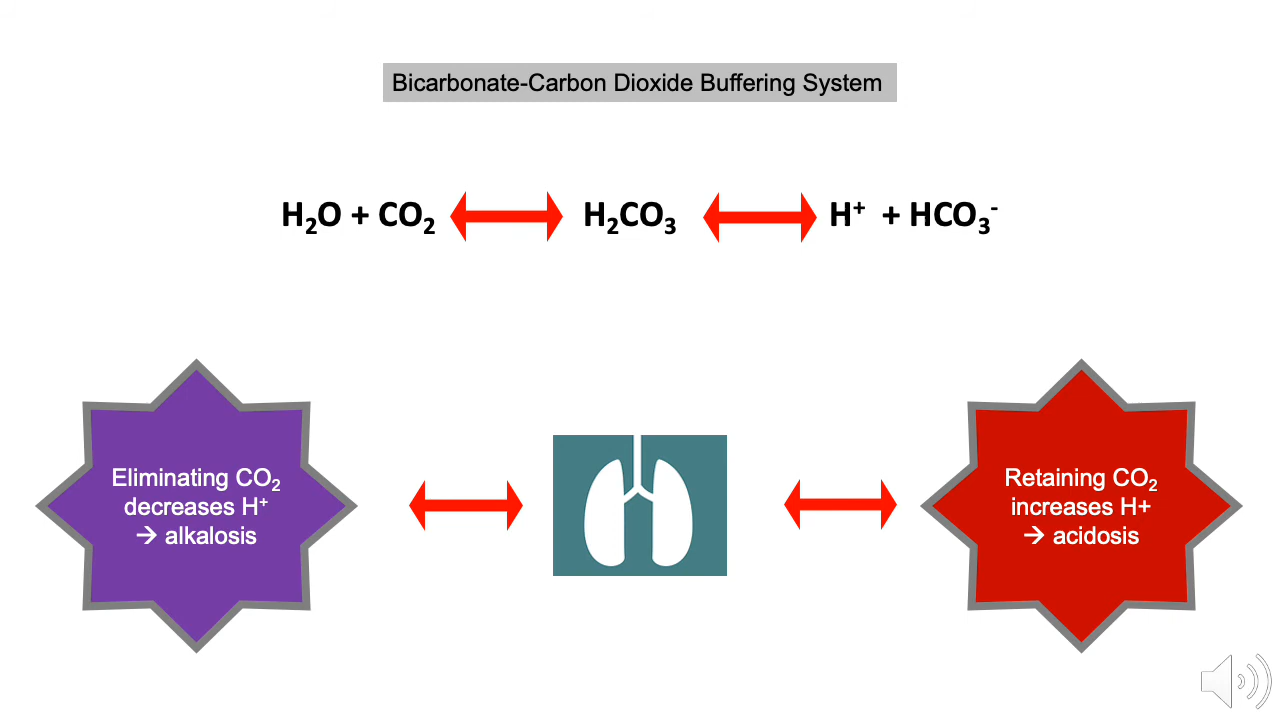 Bicarbonate-Carbon Dioxide Buffering System
H₂O + CO₂ ↔ H₂CO₃ ↔ H⁺ + HCO₃⁻
Eliminating CO₂
decreases H⁺
→ alkalosis
Retaining CO₂
increases H+
→ acidosis